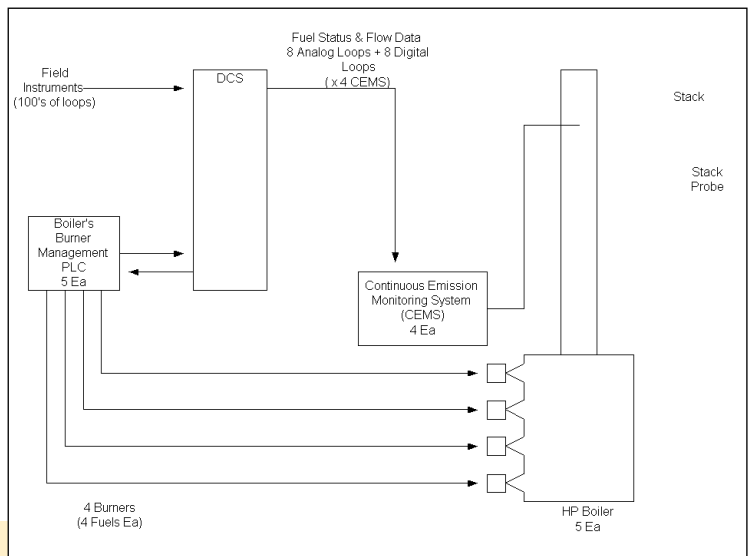 Fuel Status & Flow Data
8 Analog Loops + 8 Digital
Loops
( x 4 CEMS)
Field
Instruments
(100's of loops)
DCS
Stack
Stack
Probe
Boiler's
Burner
Management
PLC
5 Ea
Continuous Emission
Monitoring System
(CEMS)
4 Ea
4 Burners
(4 Fuels Ea)
HP Boiler
5 Ea